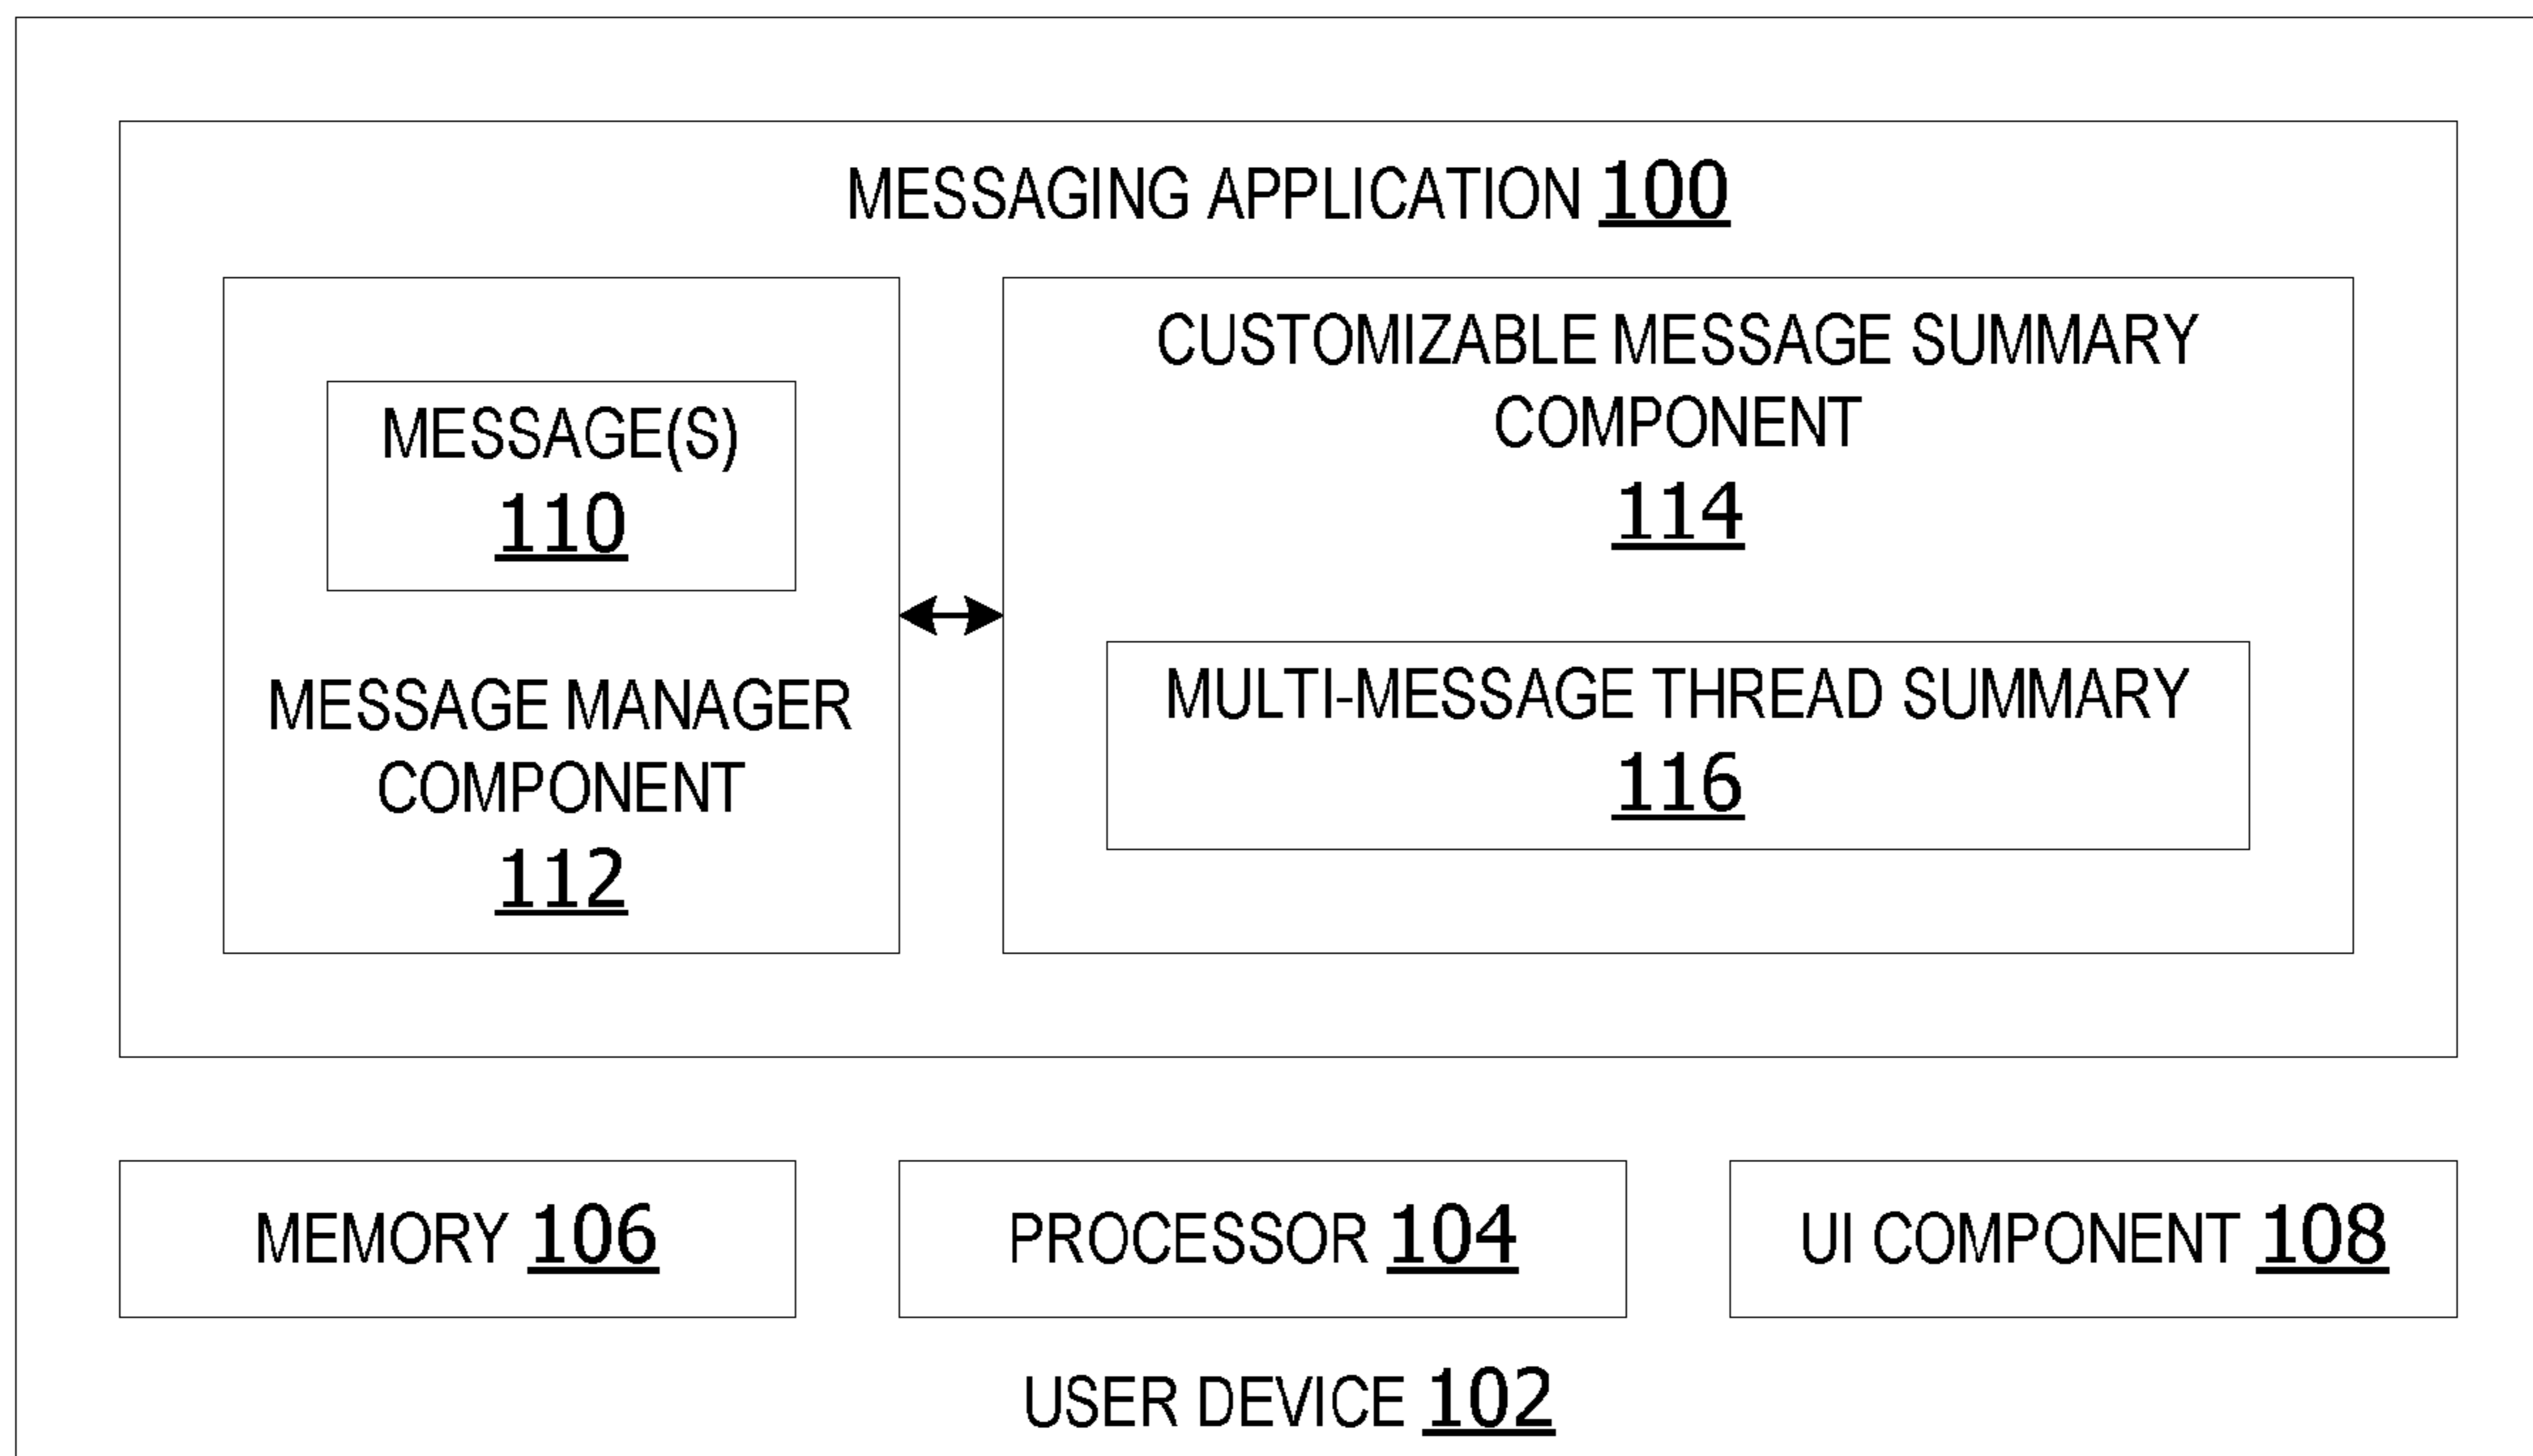 MESSAGING APPLICATION 100
MESSAGE(S)
110
MESSAGE MANAGER
COMPONENT
112
CUSTOMIZABLE MESSAGE SUMMARY
COMPONENT
114
MULTI-MESSAGE THREAD SUMMARY
116
MEMORY 106
PROCESSOR 104
UI COMPONENT 108
USER DEVICE 102